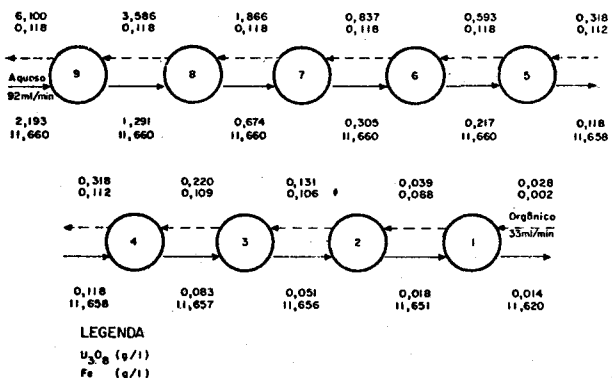 6,100 3,586 1,866 0,837 0,593 0,318
0,118 0,118 0,118 0,118 0,118 0,112
Aquoso
92ml/min
9 8 7 6 5
2,193 1,291 0,674 0,305 0,217 0,118
11,660 11,660 11,660 11,660 11,660 11,658
0,318 0,220 0,131 0,039 0,028
0,112 0,109 0,106 0,088 0,002
Orgânico
33ml/min
4 3 2 1
0,118 0,083 0,051 0,018 0,014
11,658 11,657 11,656 11,651 11,620
LEGENDA
U3O8 (g/l)
Fe (g/l)